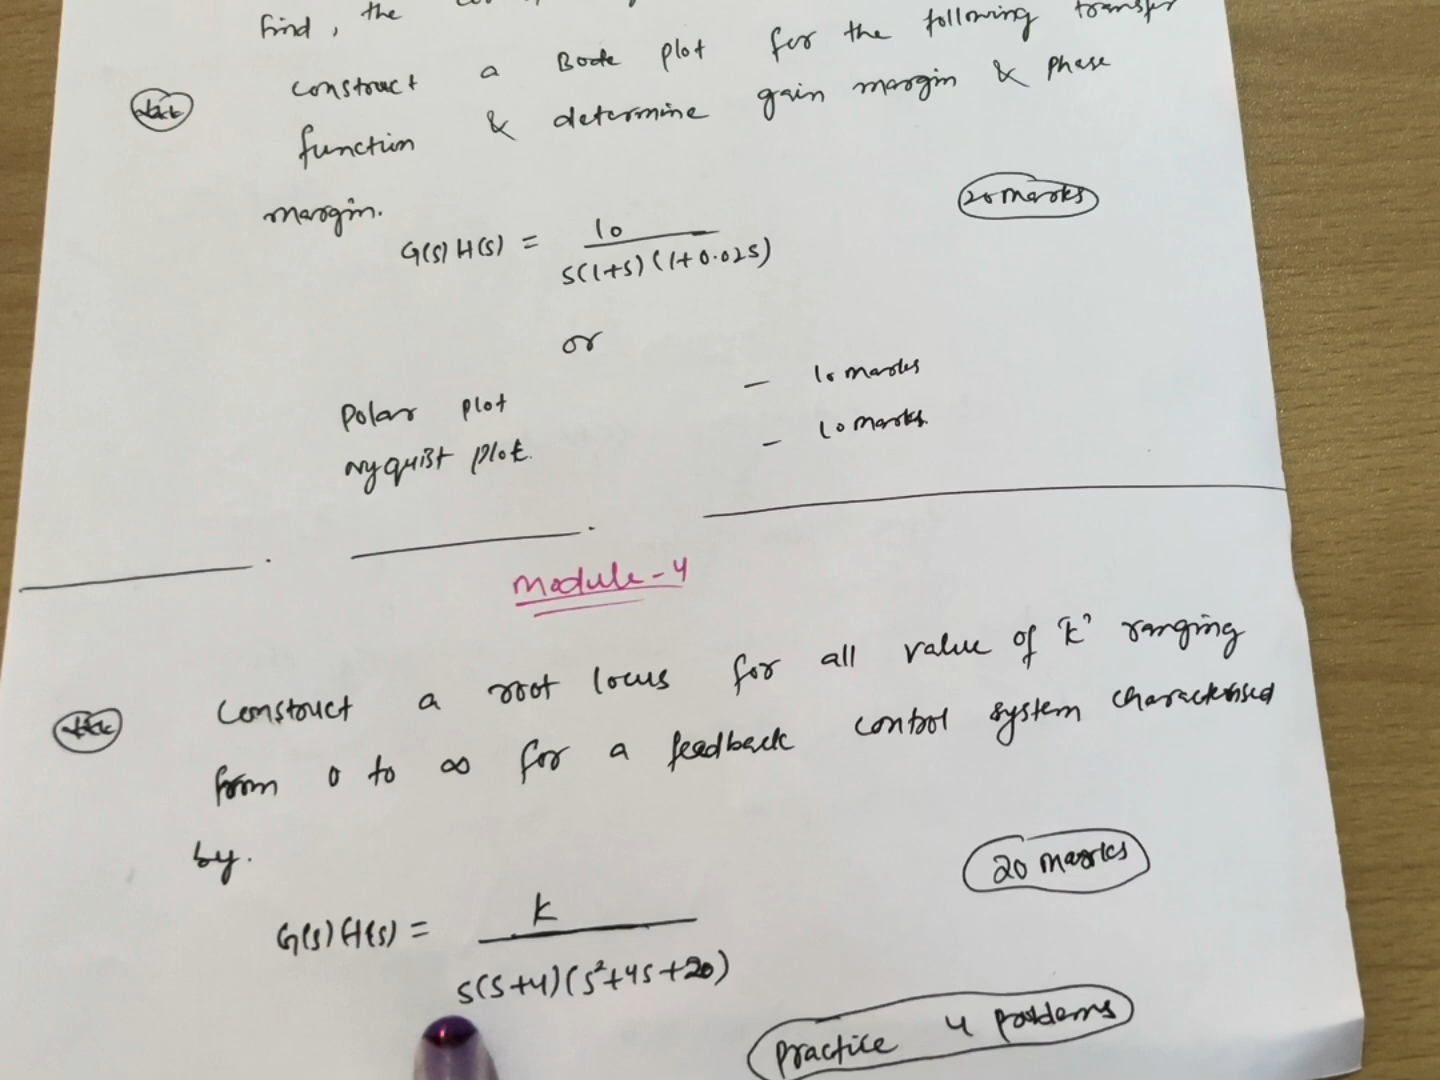 find, the
construct a Bode plot for the following transfer
function & determine gain margin & phase
margin.
20 marks
G(s) H(s) = 10
s(1+s) (1+0.02s)
or
Polar plot — 10 marks
nyquist plot. — 10 marks.
Module-4
construct a root locus for all value of 'k' ranging
from 0 to ∞ for a feedback control system characterised
by.
20 marks
G(s) H(s) = k
s(s+4)(s²+4s+20)
Practice 4 problems